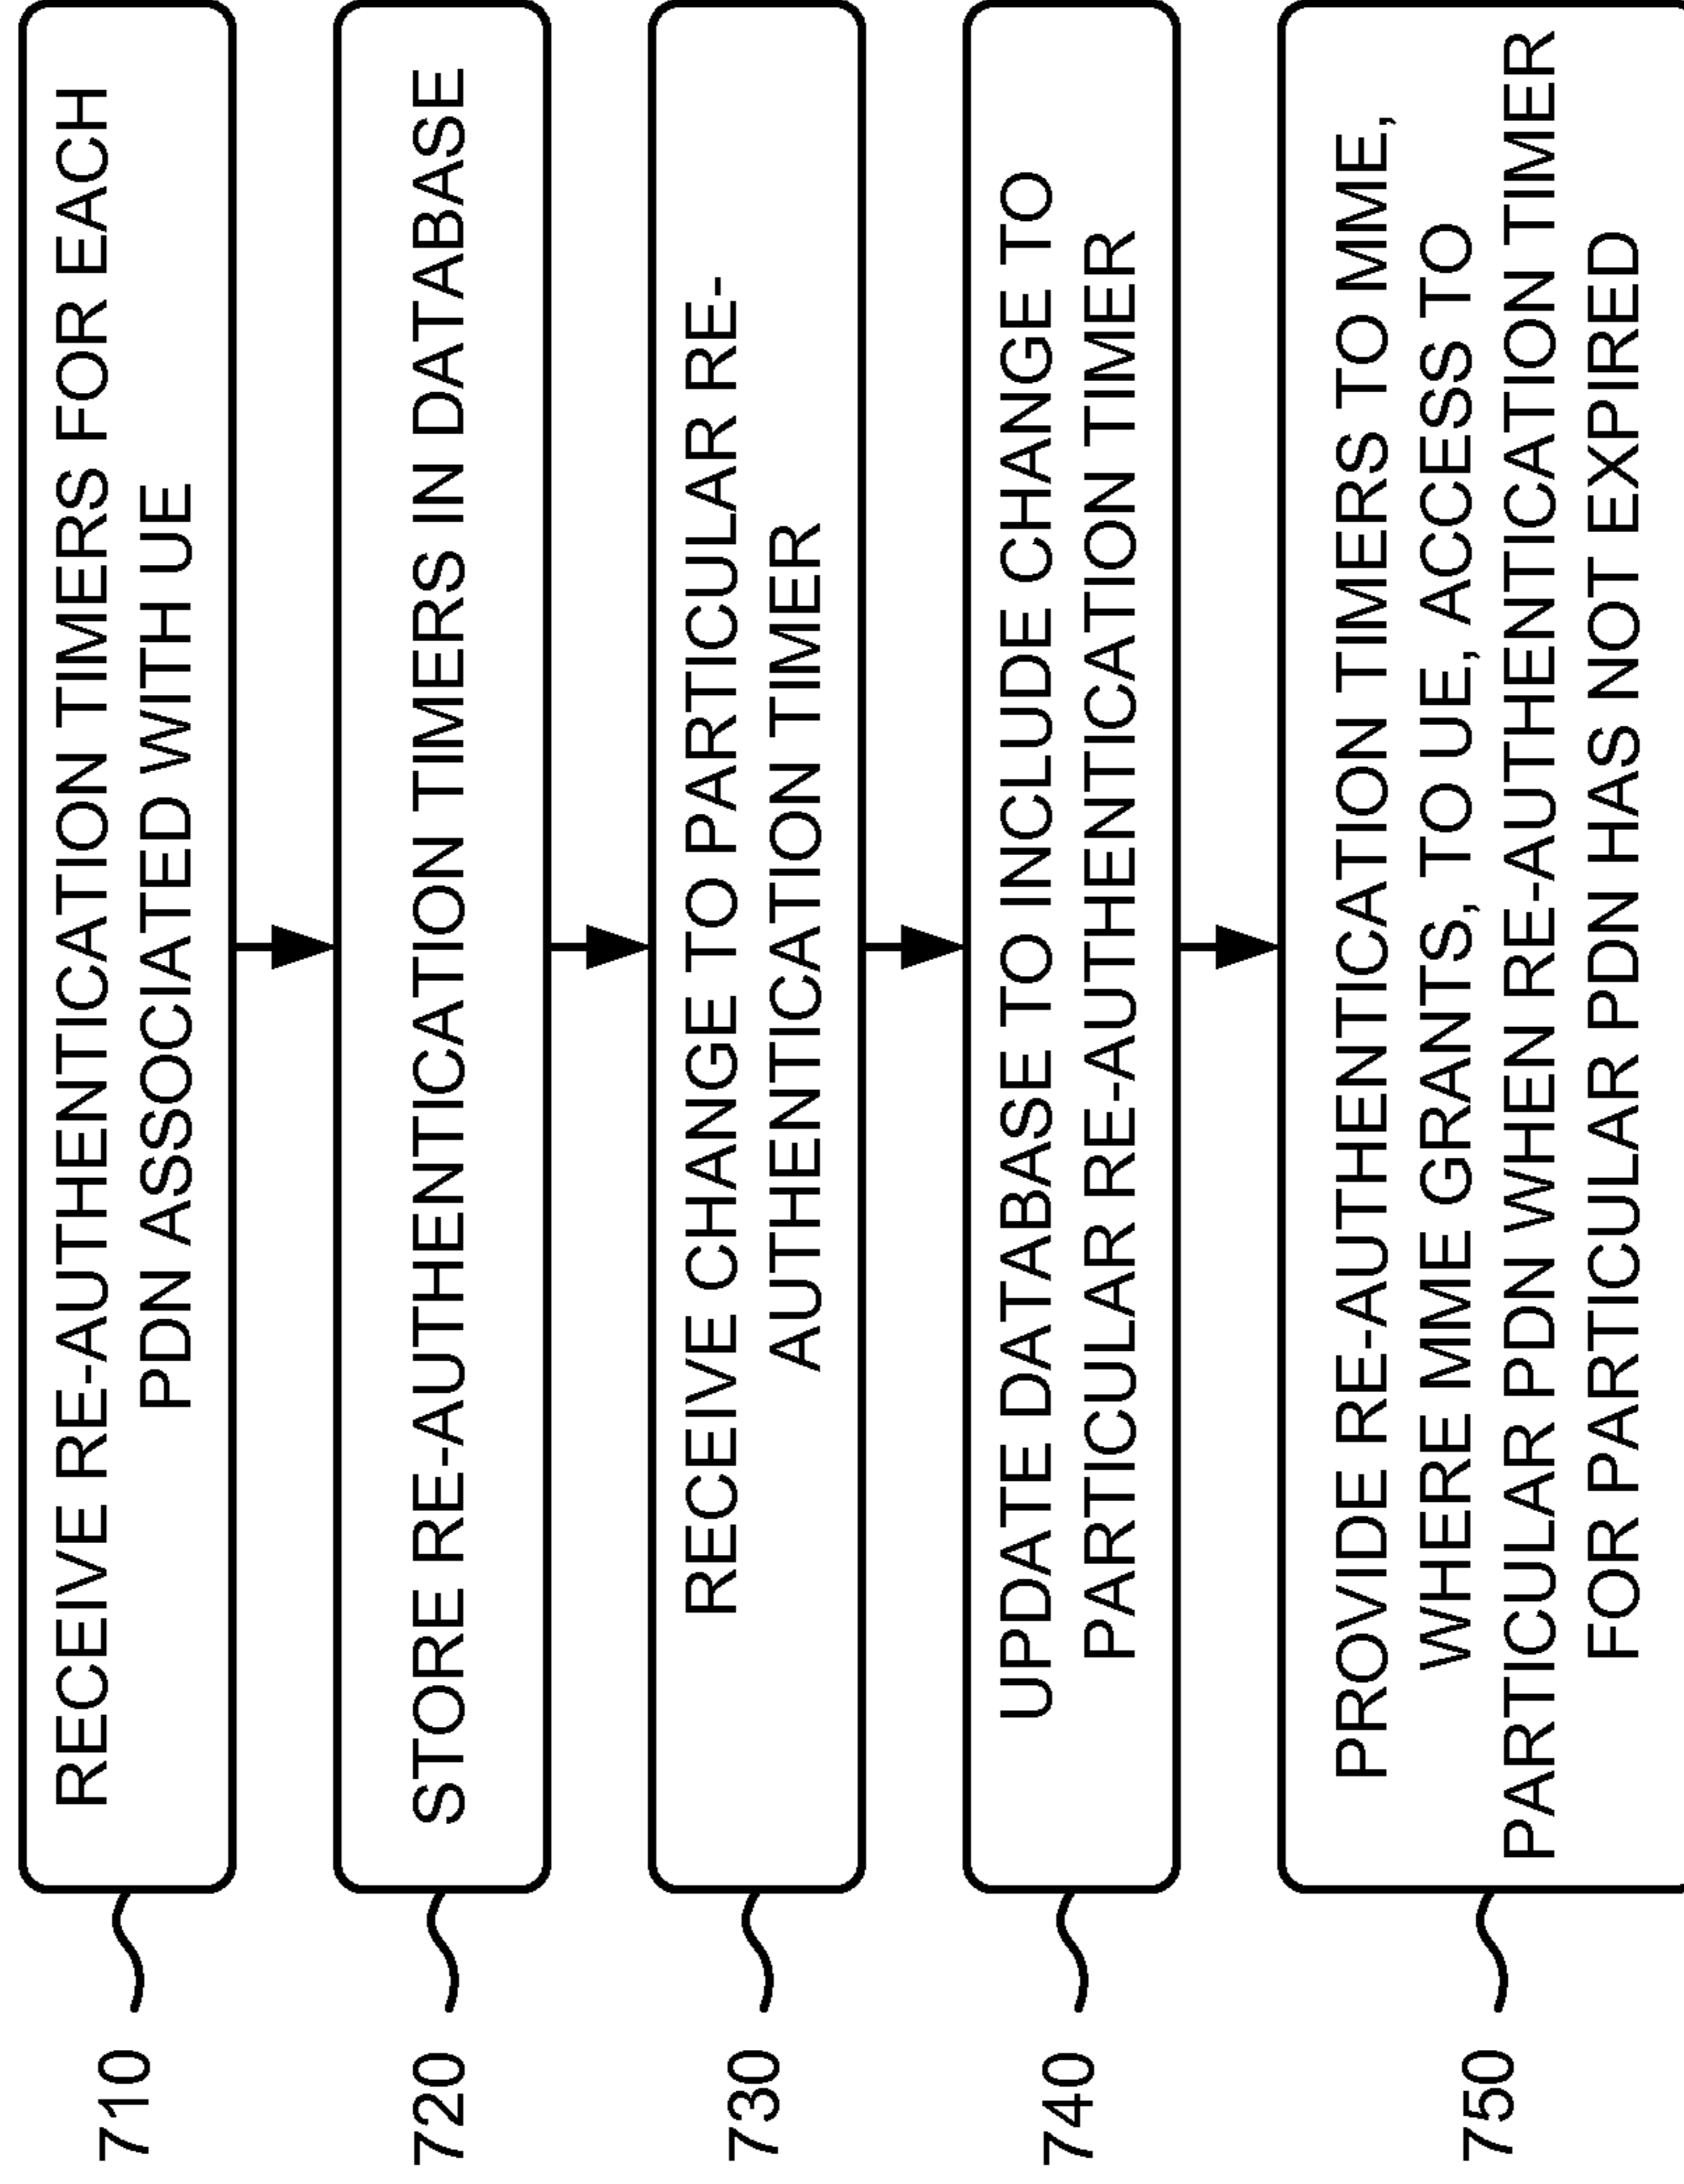 710
RECEIVE RE-AUTHENTICATION TIMERS FOR EACH
PDN ASSOCIATED WITH UE
720
STORE RE-AUTHENTICATION TIMERS IN DATABASE
730
RECEIVE CHANGE TO PARTICULAR RE-
AUTHENTICATION TIMER
740
UPDATE DATABASE TO INCLUDE CHANGE TO
PARTICULAR RE-AUTHENTICATION TIMER
750
PROVIDE RE-AUTHENTICATION TIMERS TO MME,
WHERE MME GRANTS, TO UE, ACCESS TO
PARTICULAR PDN WHEN RE-AUTHENTICATION TIMER
FOR PARTICULAR PDN HAS NOT EXPIRED